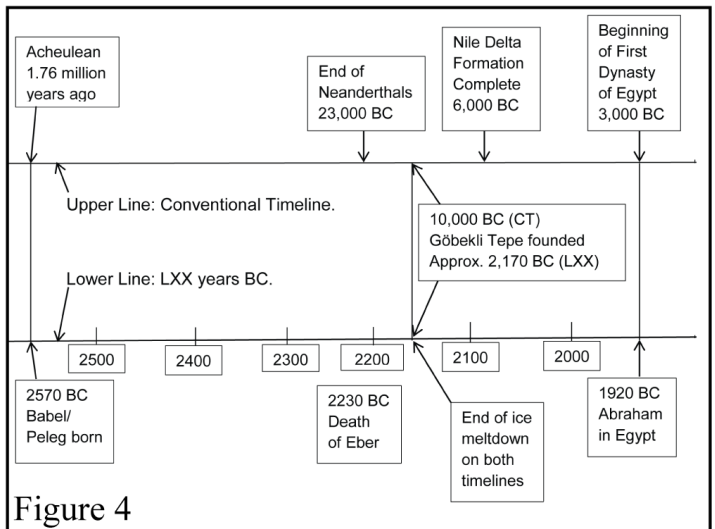 Acheulean
1.76 million
years ago
End of
Neanderthals
23,000 BC
Nile Delta
Formation
Complete
6,000 BC
Beginning
of First
Dynasty
of Egypt
3,000 BC
Upper Line: Conventional Timeline.
10,000 BC (CT)
Göbekli Tepe founded
Approx. 2,170 BC (LXX)
Lower Line: LXX years BC.
2500
2400
2300
2200
2100
2000
2570 BC
Babel/
Peleg born
2230 BC
Death
of Eber
End of ice
meltdown
on both
timelines
1920 BC
Abraham
in Egypt
Figure 4